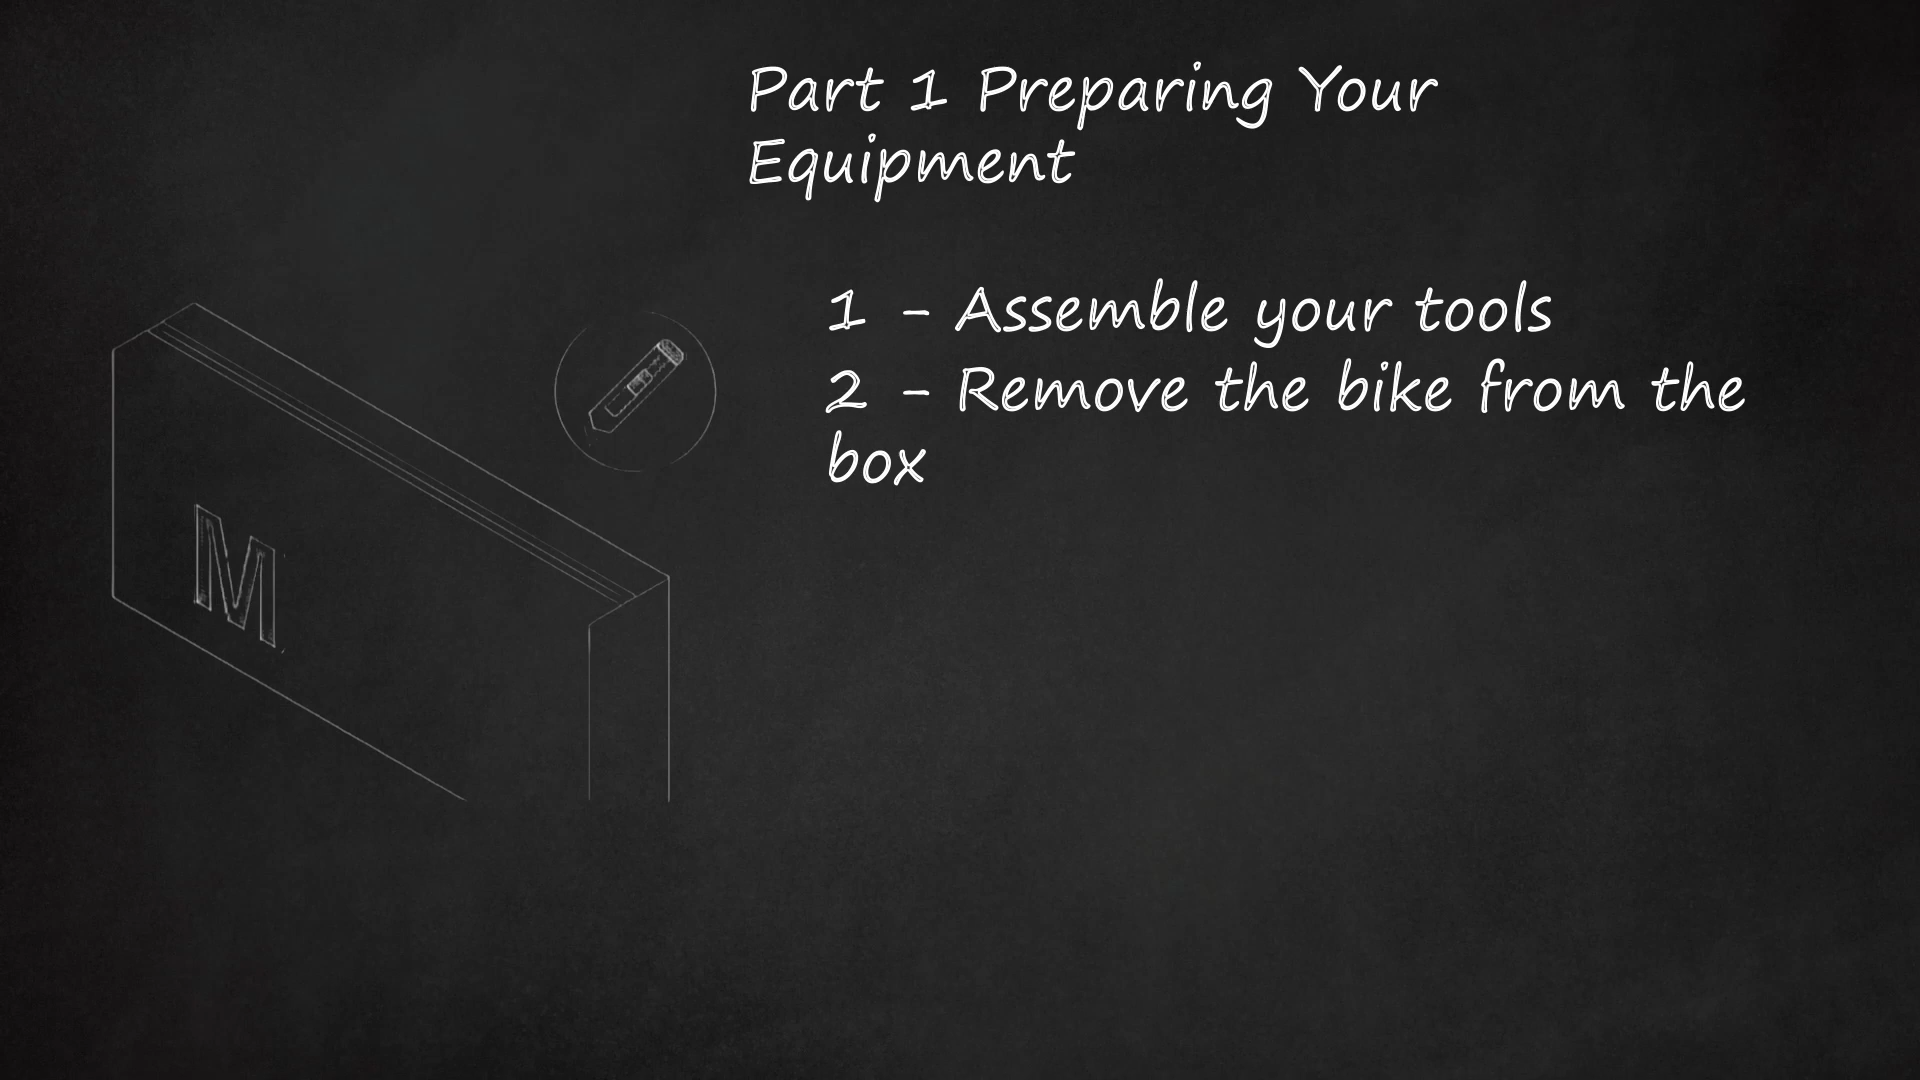 Part 1 Preparing Your
Equipment
1 - Assemble your tools
2 - Remove the bike from the
box
M